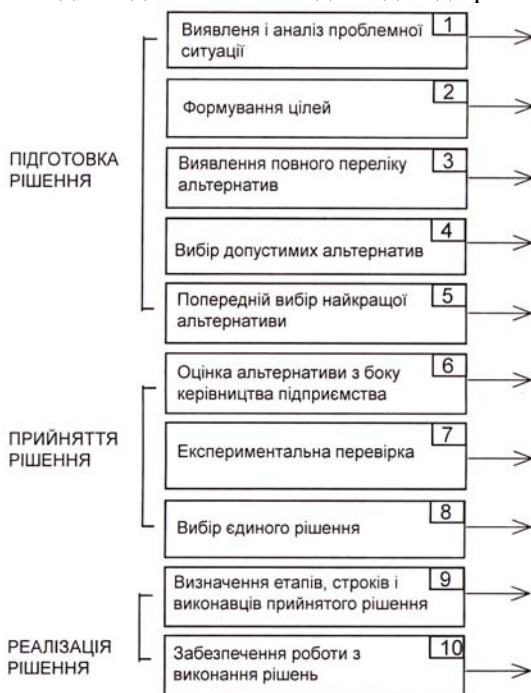 1
Виявленя і аналіз проблемної
ситуації
2
Формування цілей
ПІДГОТОВКА
РІШЕННЯ
3
Виявлення повного переліку
альтернатив
4
Вибір допустимих альтернатив
5
Попередній вибір найкращої
альтернативи
6
Оцінка альтернативи з боку
керівництва підприємства
ПРИЙНЯТТЯ
РІШЕННЯ
7
Експериментальна перевірка
8
Вибір єдиного рішення
9
Визначення етапів, строків і
виконавців прийнятого рішення
РЕАЛІЗАЦІЯ
РІШЕННЯ
10
Забезпечення роботи з
виконання рішень